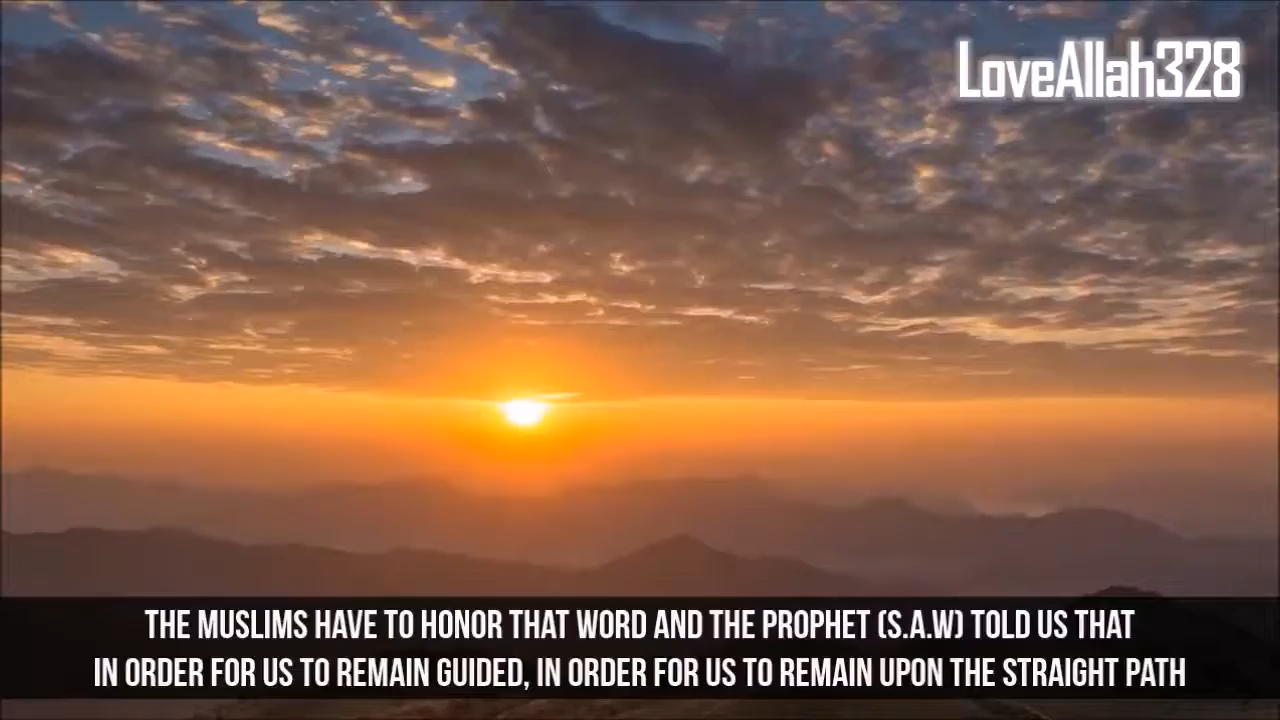 LoveAllah328
THE MUSLIMS HAVE TO HONOR THAT WORD AND THE PROPHET (S.A.W) TOLD US THAT
IN ORDER FOR US TO REMAIN GUIDED, IN ORDER FOR US TO REMAIN UPON THE STRAIGHT PATH